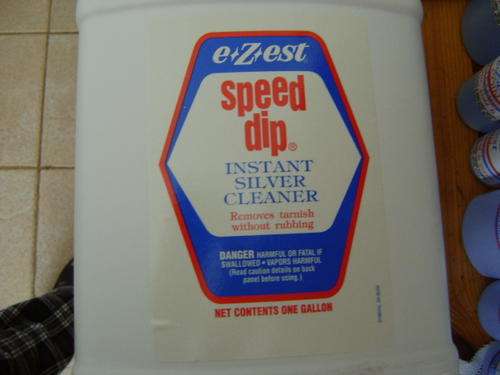 e-Z-est
speed
dip®
INSTANT
SILVER
CLEANER
Removes tarnish
without rubbing
DANGER HARMFUL OR FATAL IF
SWALLOWED • VAPORS HARMFUL
(Read caution details on back
panel before using.)
NET CONTENTS ONE GALLON